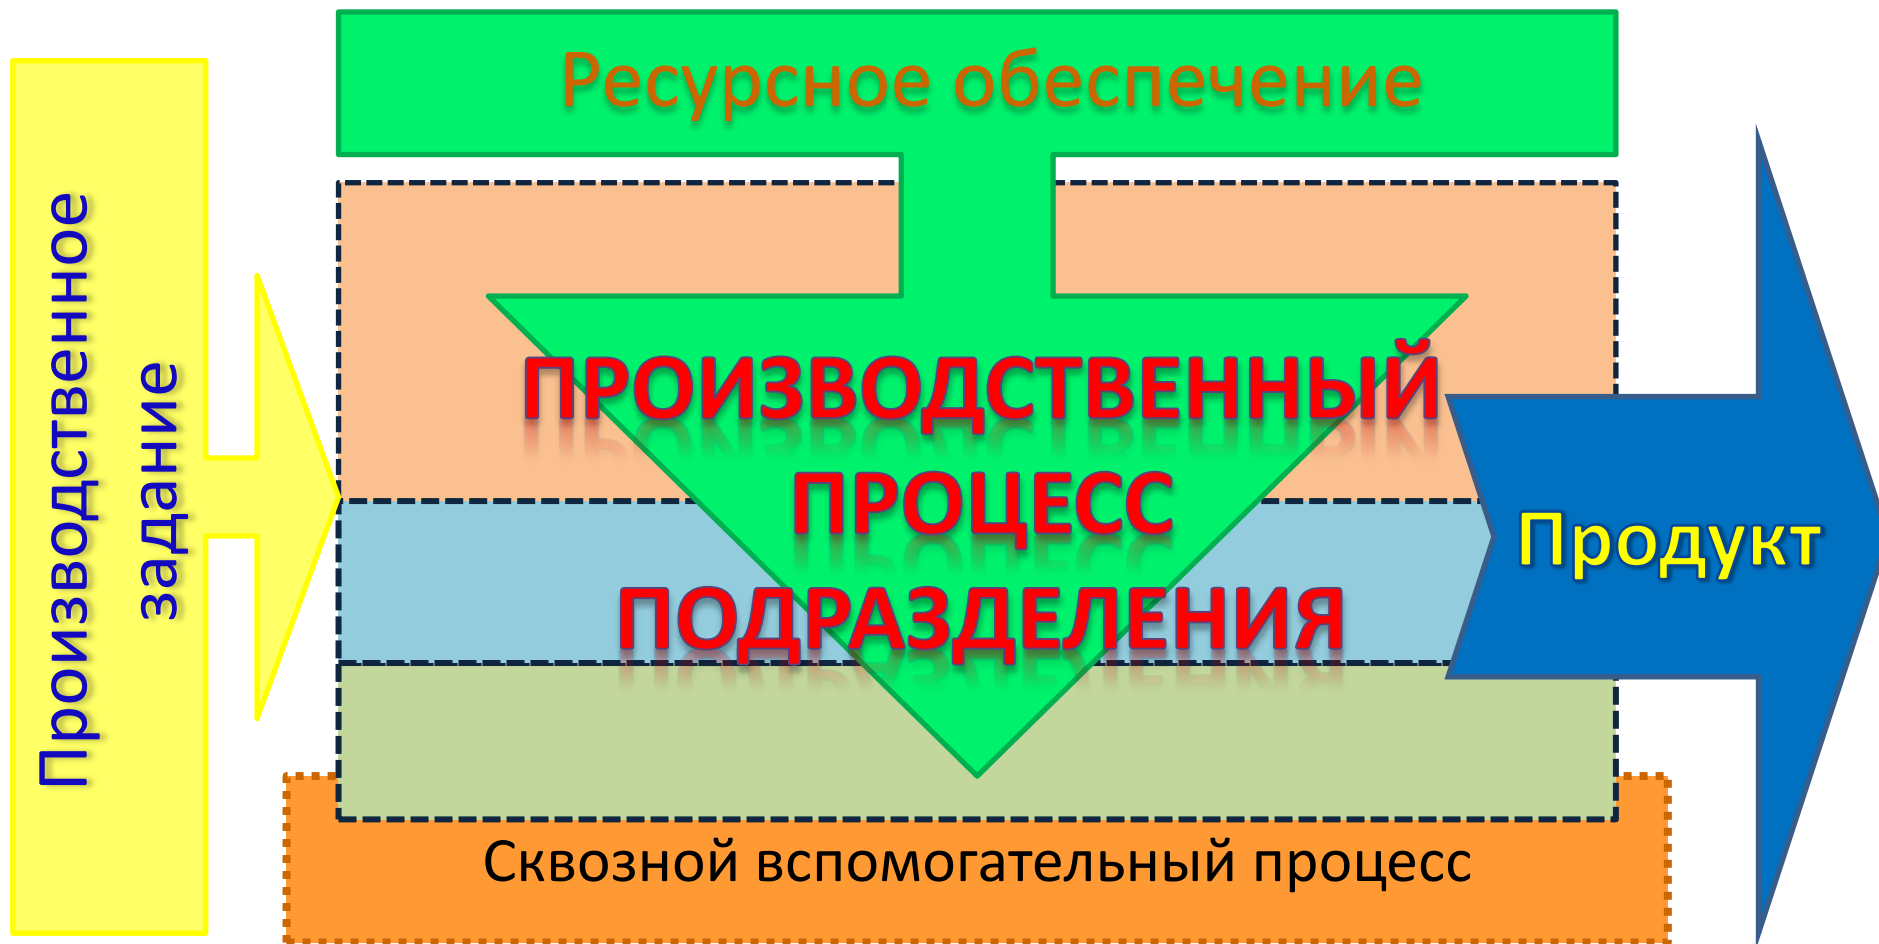 Ресурсное обеспечение
Производственное
задание
ПРОИЗВОДСТВЕННЫЙ
ПРОЦЕСС
ПОДРАЗДЕЛЕНИЯ
Продукт
Сквозной вспомогательный процесс